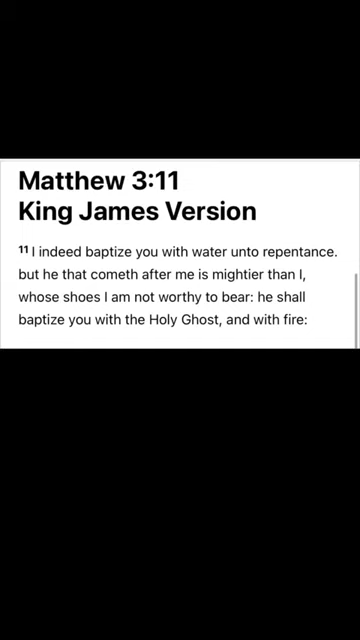 Matthew 3:11
King James Version
11 I indeed baptize you with water unto repentance.
but he that cometh after me is mightier than I,
whose shoes I am not worthy to bear: he shall
baptize you with the Holy Ghost, and with fire: